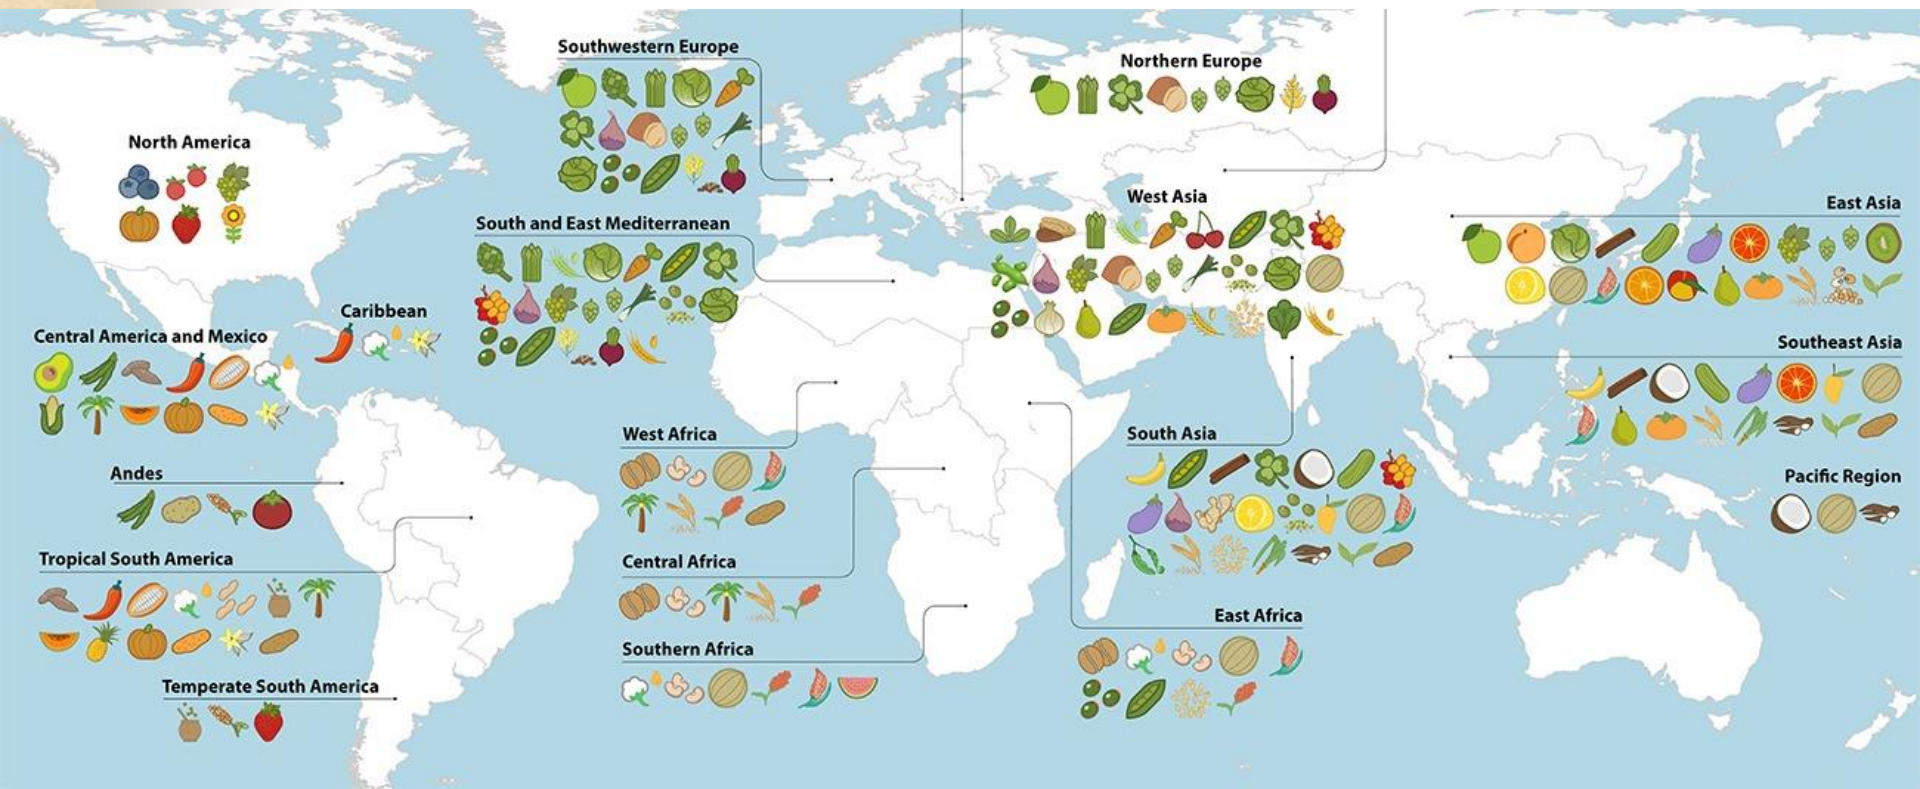 Southwestern Europe
Northern Europe
North America
West Asia
East Asia
South and East Mediterranean
Caribbean
Central America and Mexico
Southeast Asia
West Africa
South Asia
Andes
Pacific Region
Tropical South America
Central Africa
East Africa
Southern Africa
Temperate South America